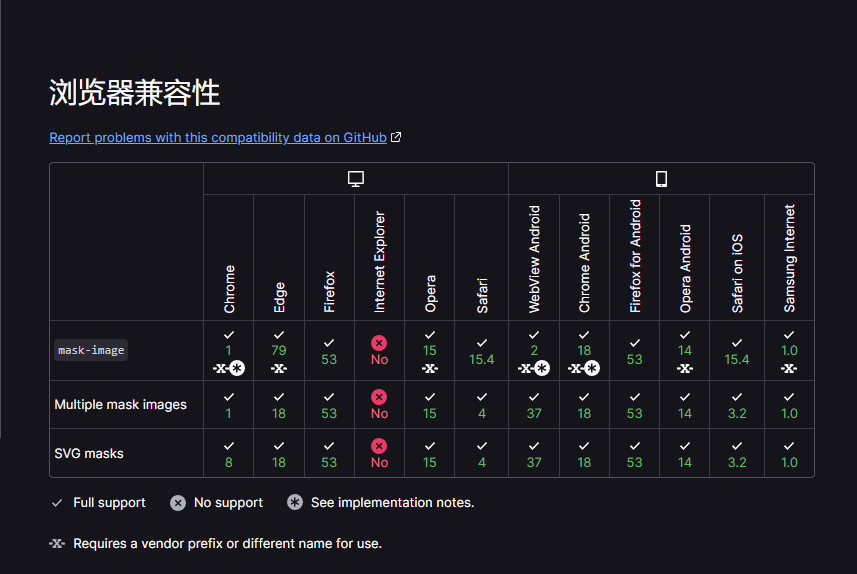 浏览器兼容性
Report problems with this compatibility data on GitHub
Chrome Edge Firefox Internet Explorer Opera Safari WebView Android Chrome Android Firefox for Android Opera Android Safari on iOS Samsung Internet
mask-image 1 79 53 No 15 15.4 2 18 53 14 15.4 1.0
Multiple mask images 1 18 53 No 15 4 37 18 53 14 3.2 1.0
SVG masks 8 18 53 No 15 4 37 18 53 14 3.2 1.0
Full support No support See implementation notes.
Requires a vendor prefix or different name for use.